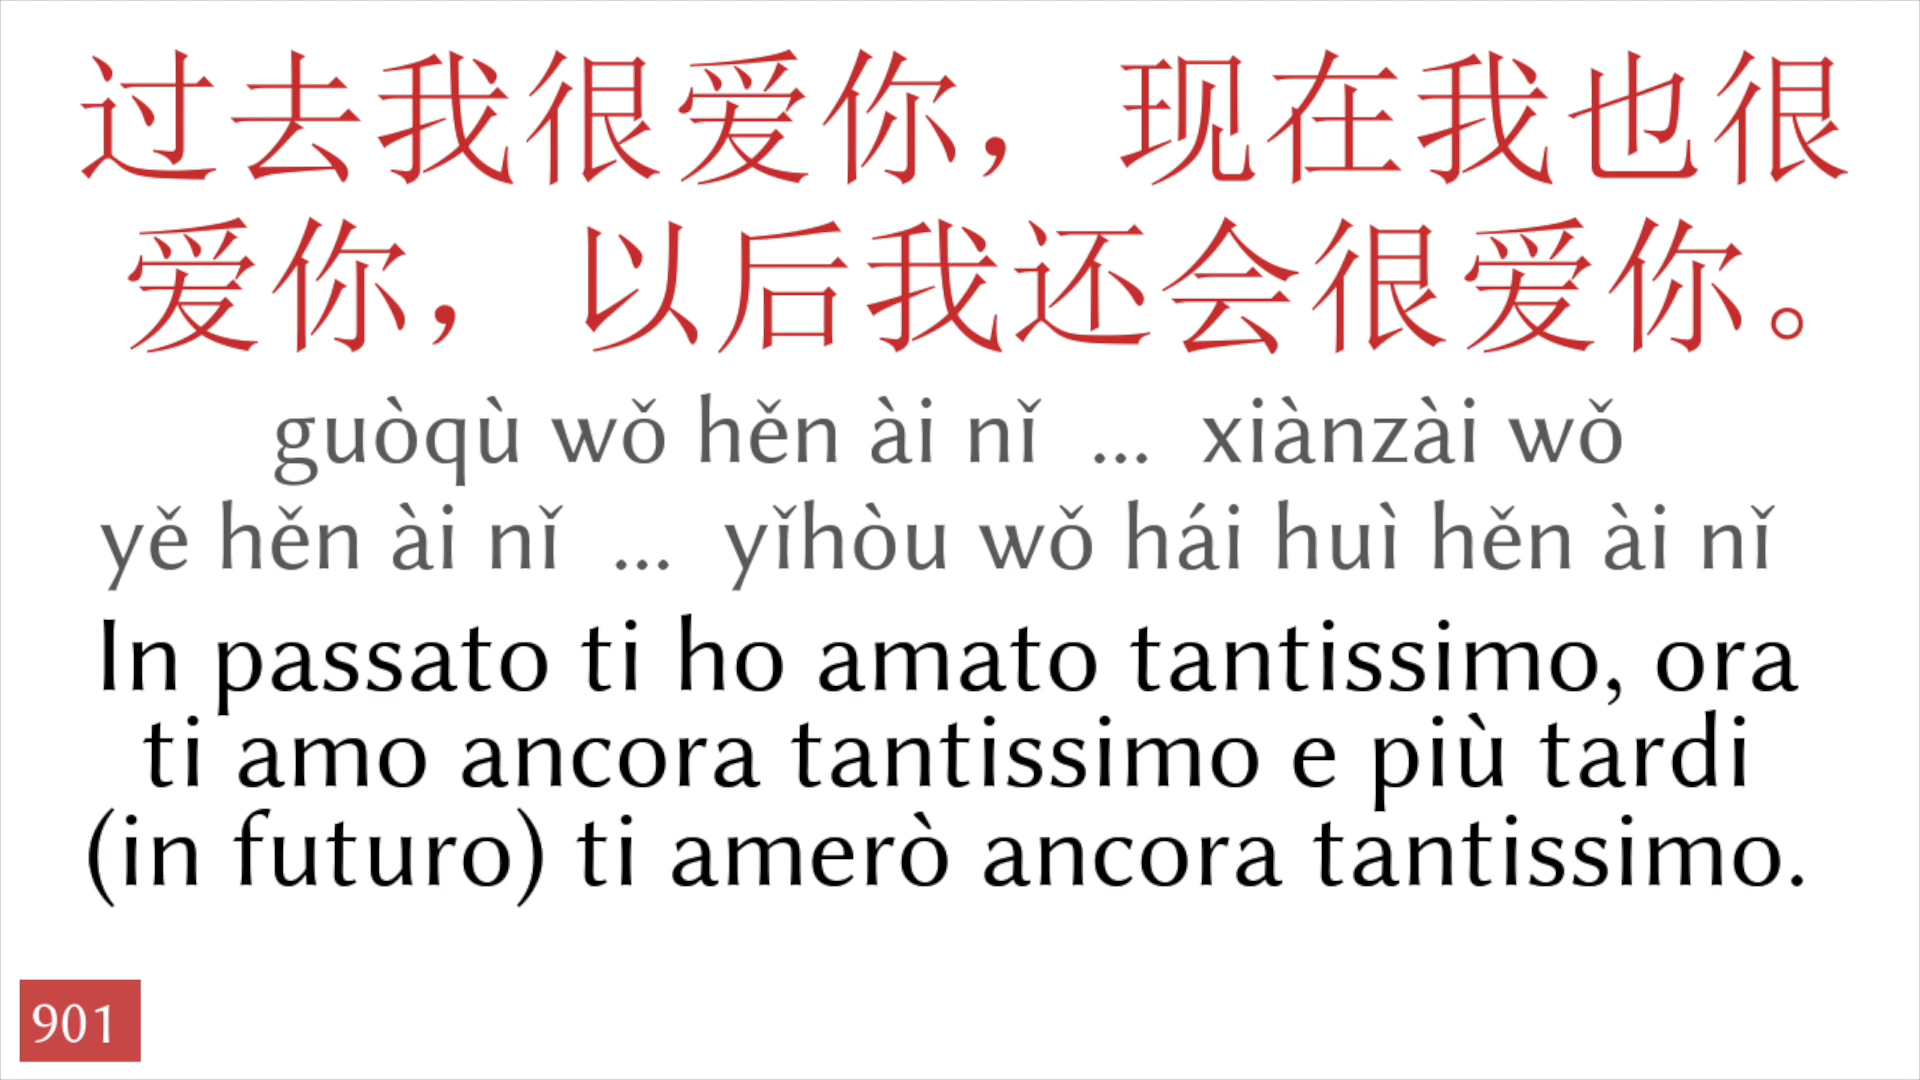 过去我很爱你，现在我也很
爱你，以后我还会很爱你。
guòqù wǒ hěn ài nǐ ... xiànzài wǒ
yě hěn ài nǐ ... yǐhòu wǒ hái huì hěn ài nǐ
In passato ti ho amato tantissimo, ora
ti amo ancora tantissimo e più tardi
(in futuro) ti amerò ancora tantissimo.
901